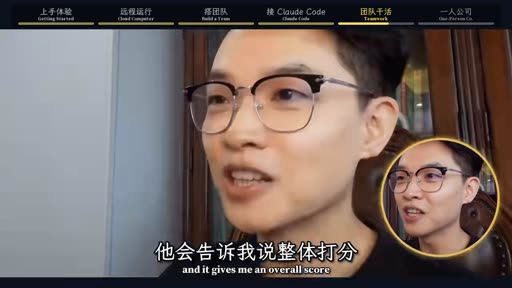 上手体验
Getting Started
远程运行
Cloud Computer
搭团队
Build a Team
接 Claude Code
Claude Code
团队干活
Teamwork
一人公司
One-Person Co.
他会告诉我说整体打分
and it gives me an overall score